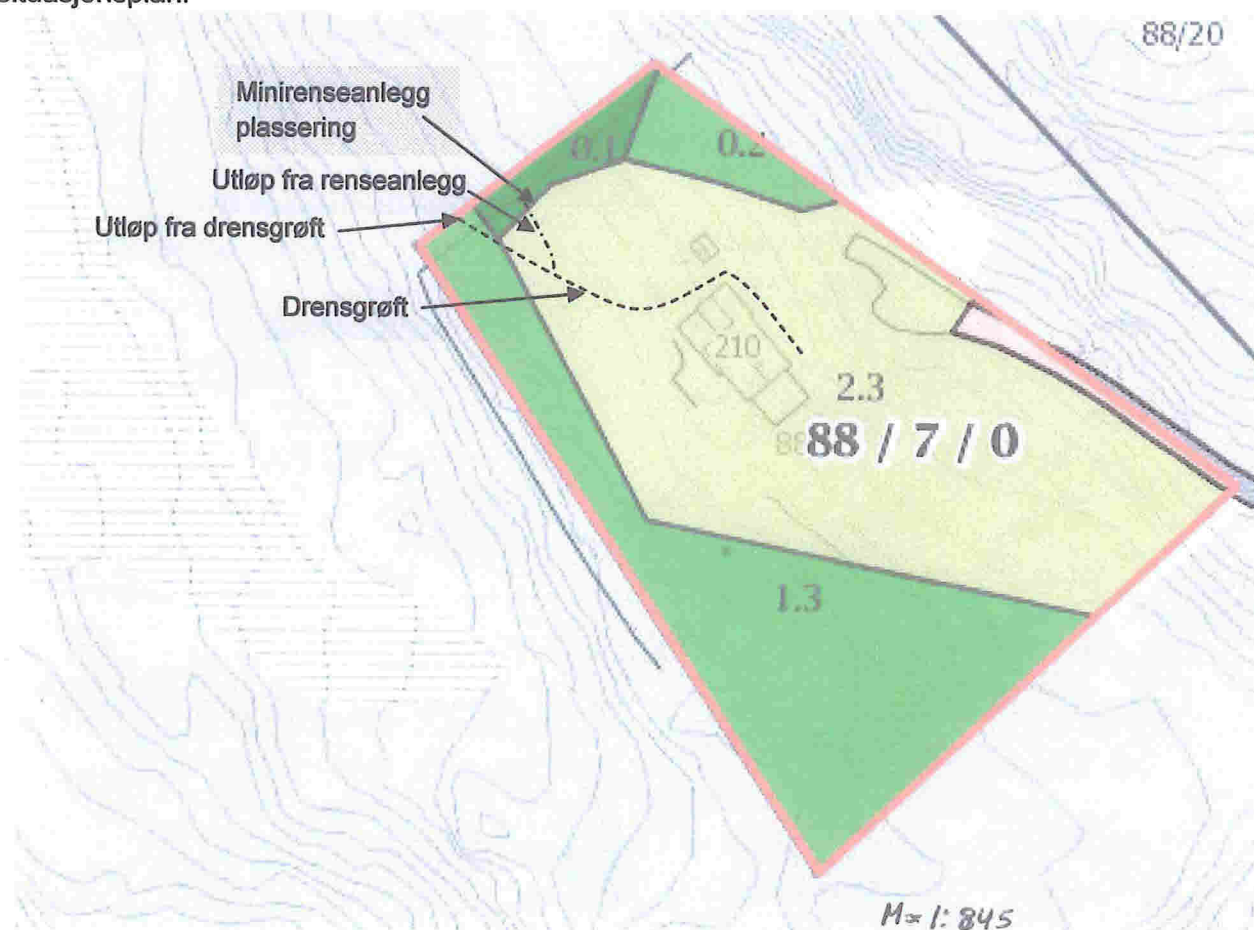 88/20
Minirenseanlegg
plassering
0.1
0.2
Utløp fra renseanlegg
Utløp fra drensgrøft
Drensgrøft
210
2.3
88 / 7 / 0
1.3
M= 1: 845